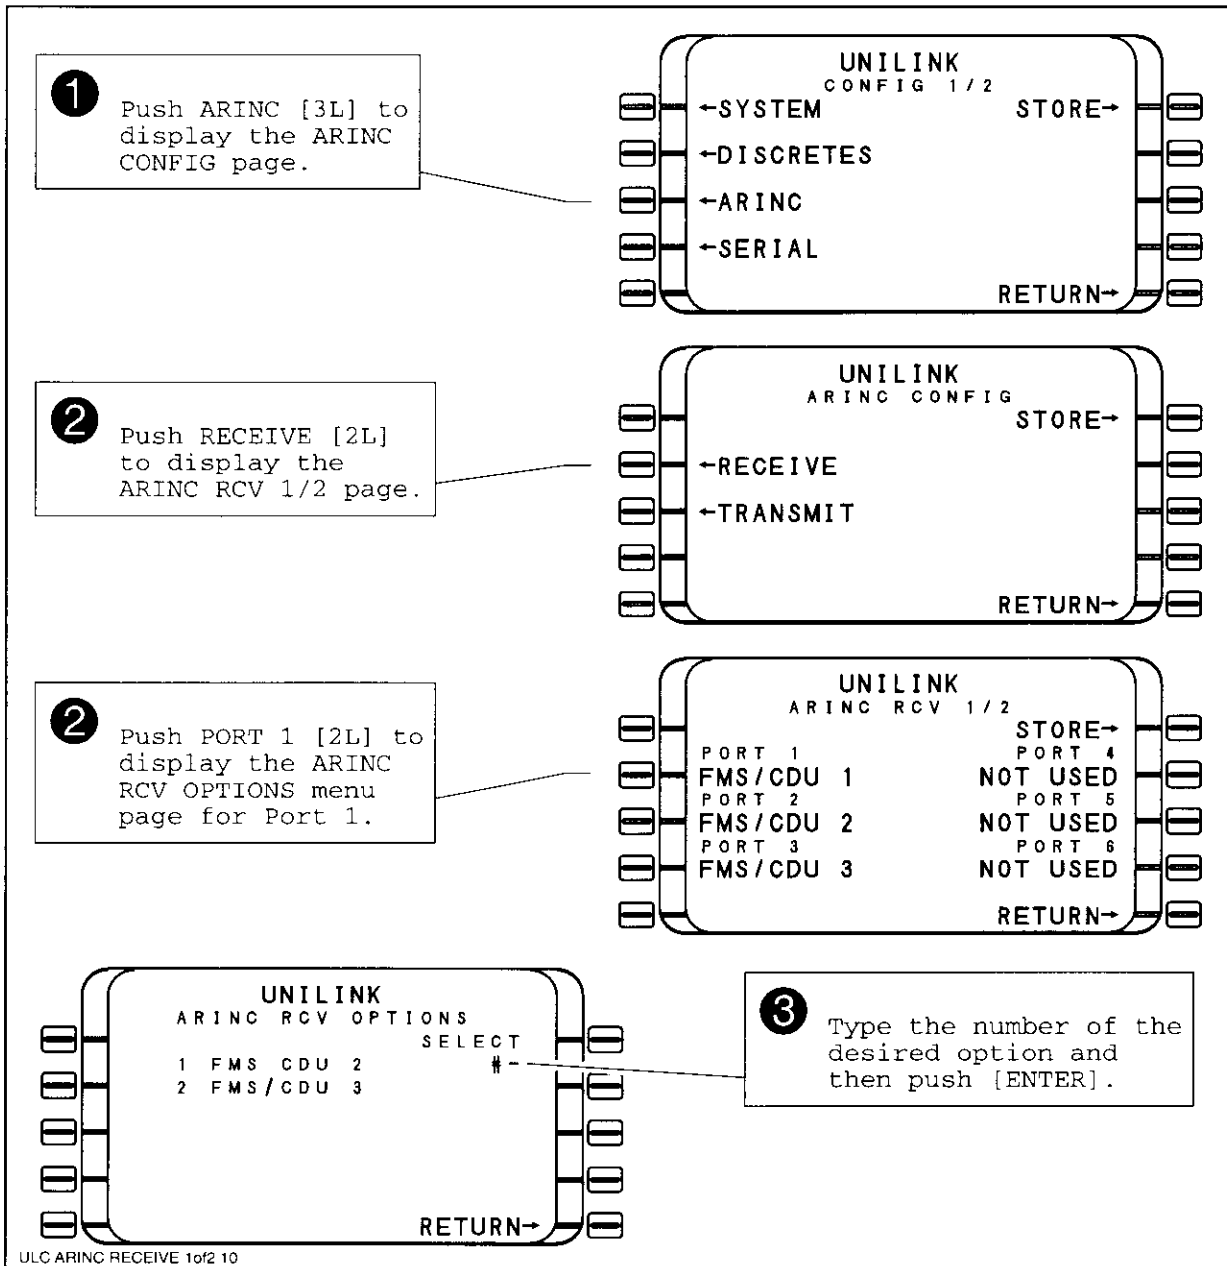 1
Push ARINC [3L] to
display the ARINC
CONFIG page.
UNILINK
CONFIG 1/2
←SYSTEM STORE→
←DISCRETES
←ARINC
←SERIAL
RETURN→
2
Push RECEIVE [2L]
to display the
ARINC RCV 1/2 page.
UNILINK
ARINC CONFIG
STORE→
←RECEIVE
←TRANSMIT
RETURN→
2
Push PORT 1 [2L] to
display the ARINC
RCV OPTIONS menu
page for Port 1.
UNILINK
ARINC RCV 1/2
STORE→
PORT 1 PORT 4
FMS/CDU 1 NOT USED
PORT 2 PORT 5
FMS/CDU 2 NOT USED
PORT 3 PORT 6
FMS/CDU 3 NOT USED
RETURN→
UNILINK
ARINC RCV OPTIONS
SELECT
1 FMS CDU 2 #
2 FMS/CDU 3
RETURN→
3
Type the number of the
desired option and
then push [ENTER].
ULC ARINC RECEIVE 1of2 10